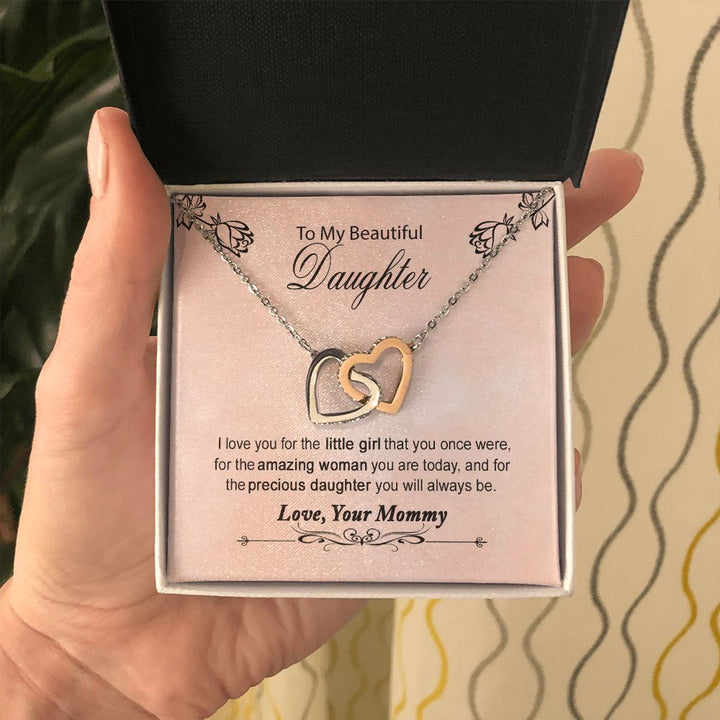 To My Beautiful
Daughter
I love you for the little girl that you once were,
for the amazing woman you are today, and for
the precious daughter you will always be.
Love, Your Mommy